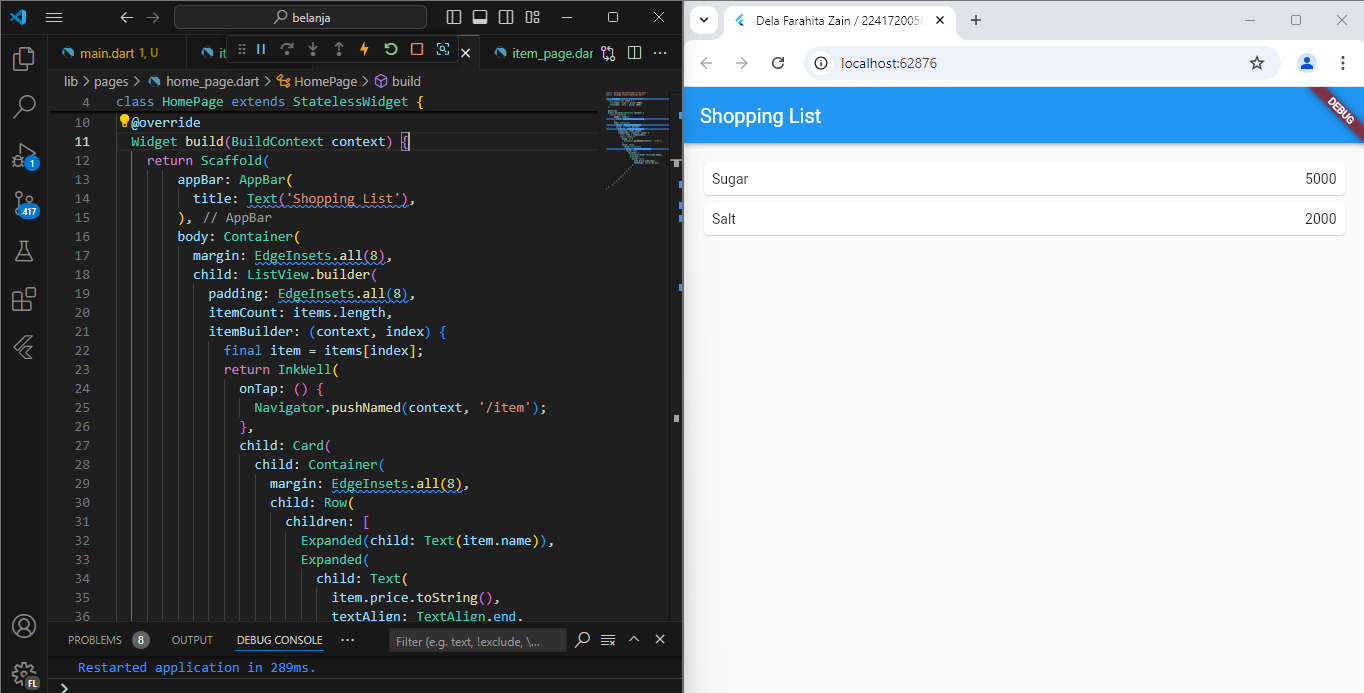 belanja
main.dart 1, U
it
item_page.dar
lib > pages > home_page.dart > HomePage > build
4 class HomePage extends StatelessWidget {
10 @override
11 Widget build(BuildContext context) {
12 return Scaffold(
13 appBar: AppBar(
14 title: Text('Shopping List'),
15 ), // AppBar
16 body: Container(
17 margin: EdgeInsets.all(8),
18 child: ListView.builder(
19 padding: EdgeInsets.all(8),
20 itemCount: items.length,
21 itemBuilder: (context, index) {
22 final item = items[index];
23 return InkWell(
24 onTap: () {
25 Navigator.pushNamed(context, '/item');
26 },
27 child: Card(
28 child: Container(
29 margin: EdgeInsets.all(8),
30 child: Row(
31 children: [
32 Expanded(child: Text(item.name)),
33 Expanded(
34 child: Text(
35 item.price.toString(),
36 textAlign: TextAlign.end,
1
417
FL
PROBLEMS 8 OUTPUT DEBUG CONSOLE ...
Filter (e.g. text, !exclude, \...
Restarted application in 289ms.
>
Dela Farahita Zain / 224172005
localhost:62876
Shopping List
DEBUG
Sugar 5000
Salt 2000